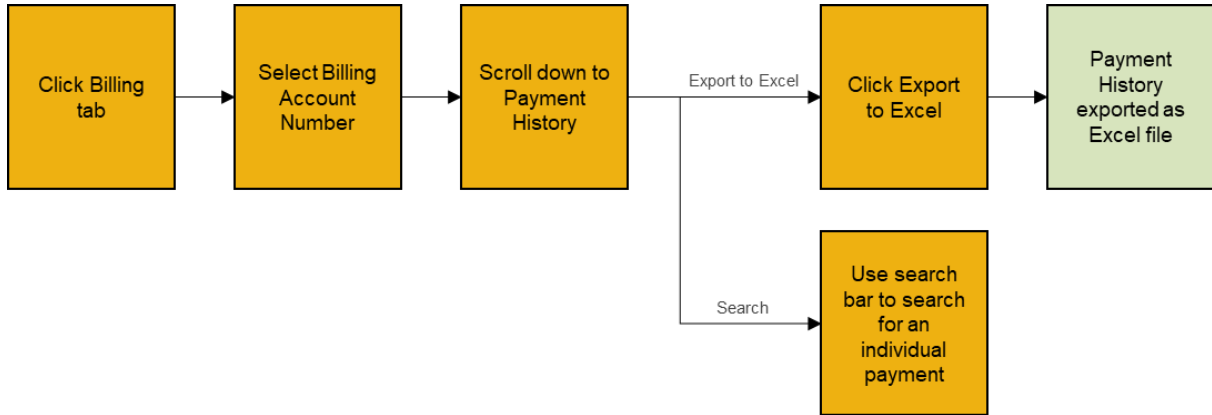 Click Billing
tab
Select Billing
Account
Number
Scroll down to
Payment
History
Export to Excel
Click Export
to Excel
Payment
History
exported as
Excel file
Search
Use search
bar to search
for an
individual
payment